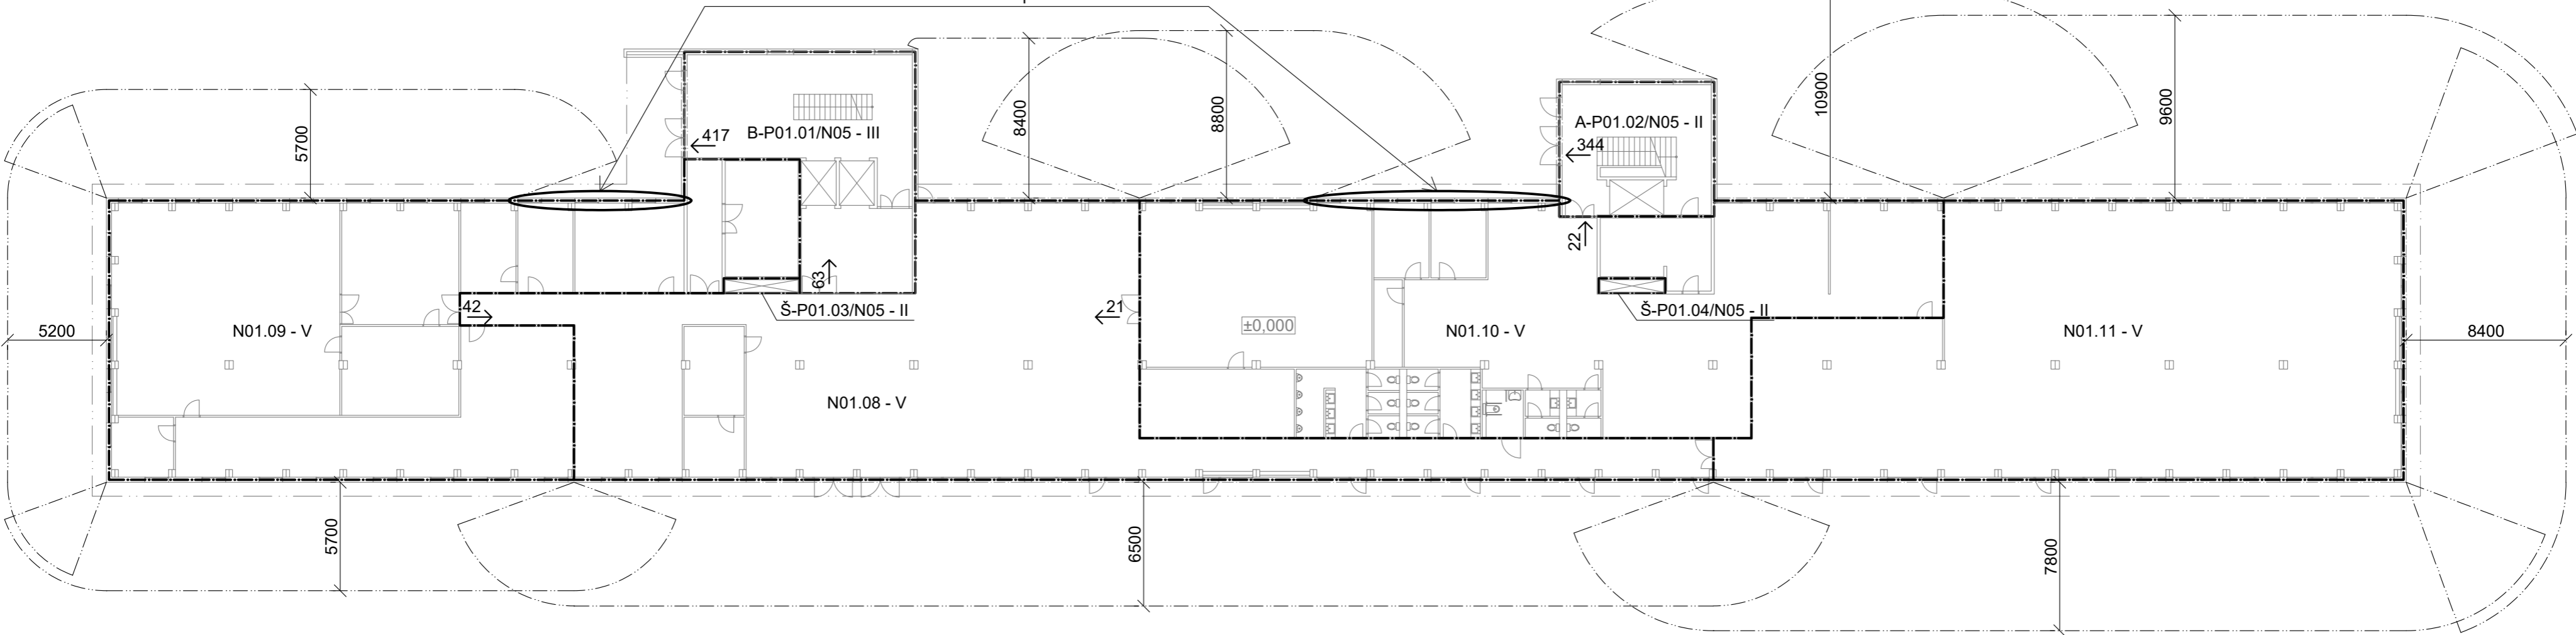 10900
9600
8400
8800
5700
B-P01.01/N05 - III
417
A-P01.02/N05 - II
344
22
63
42
Š-P01.03/N05 - II
21
±0,000
Š-P01.04/N05 - II
5200
N01.09 - V
N01.10 - V
N01.11 - V
8400
N01.08 - V
5700
6500
7800